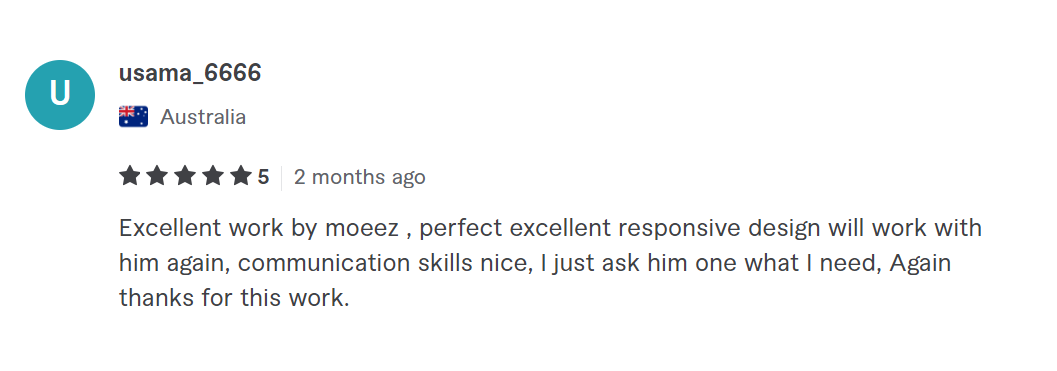 U
usama_6666
Australia
5 2 months ago
Excellent work by moeez , perfect excellent responsive design will work with
him again, communication skills nice, I just ask him one what I need, Again
thanks for this work.